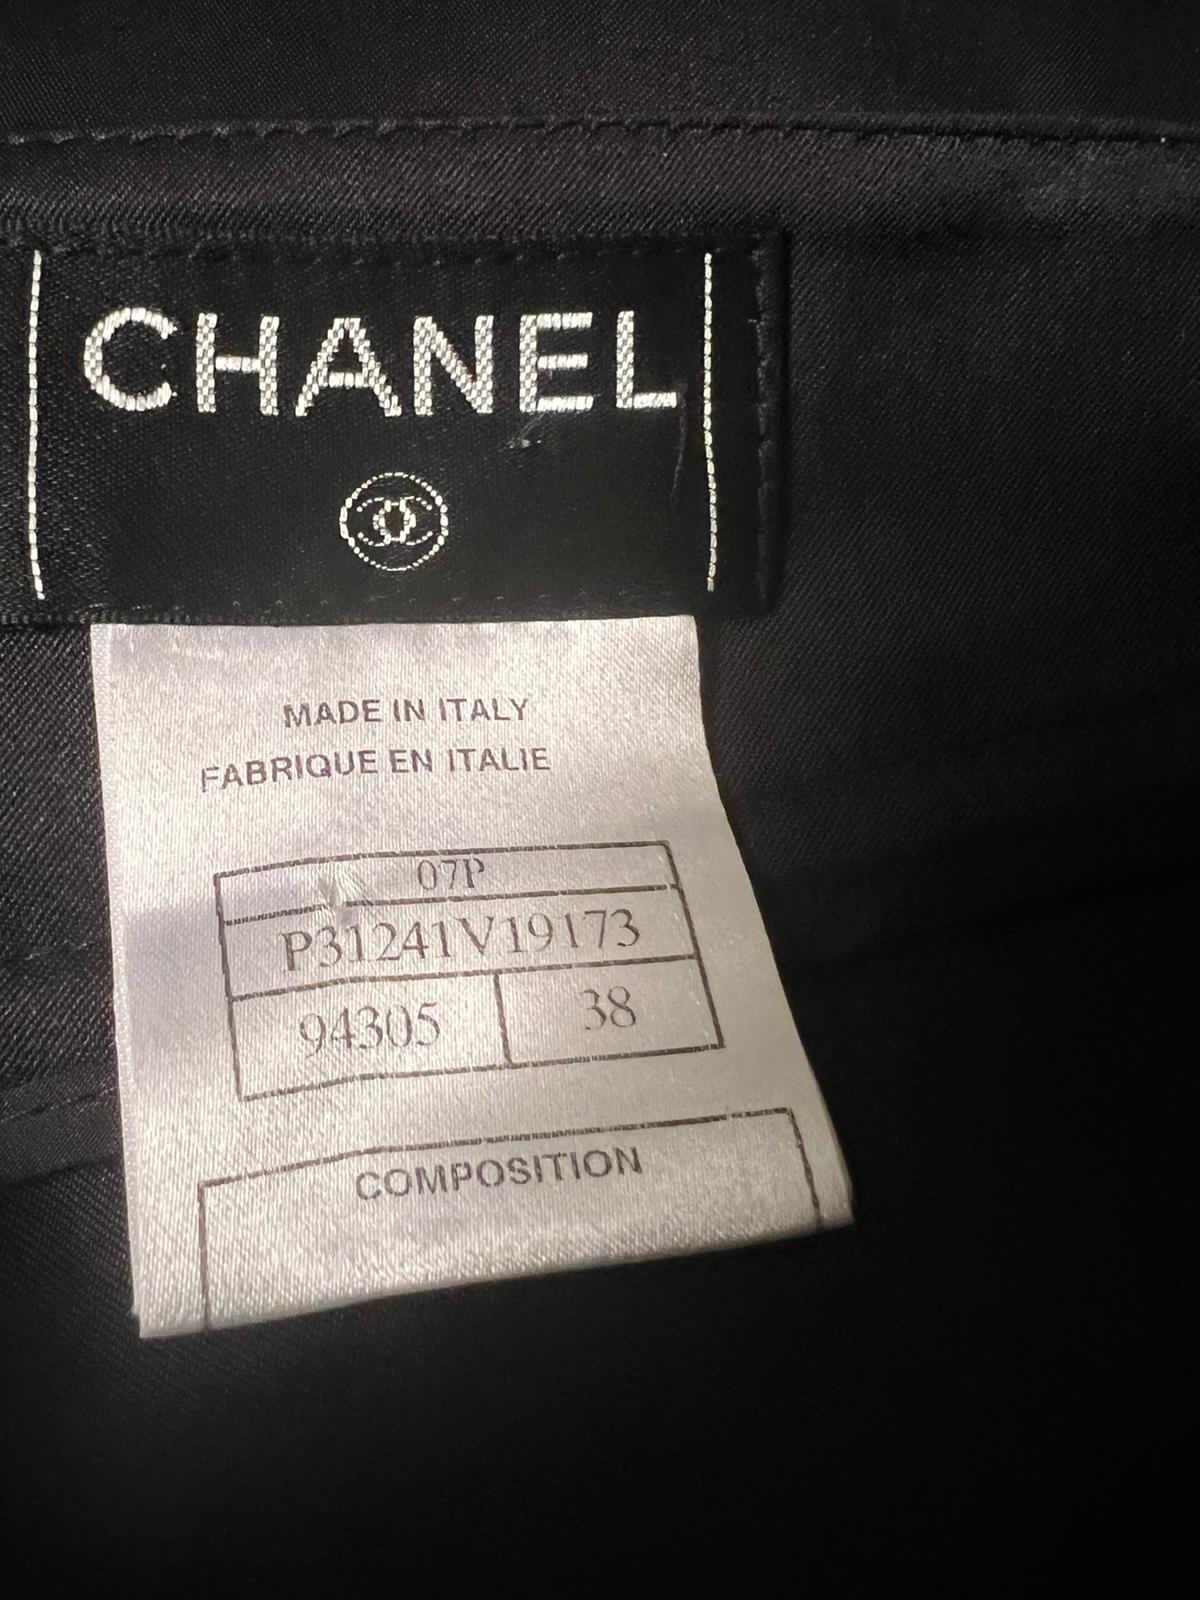 CHANEL
MADE IN ITALY
FABRIQUE EN ITALIE
07P
P31241V19173
94305 38
COMPOSITION